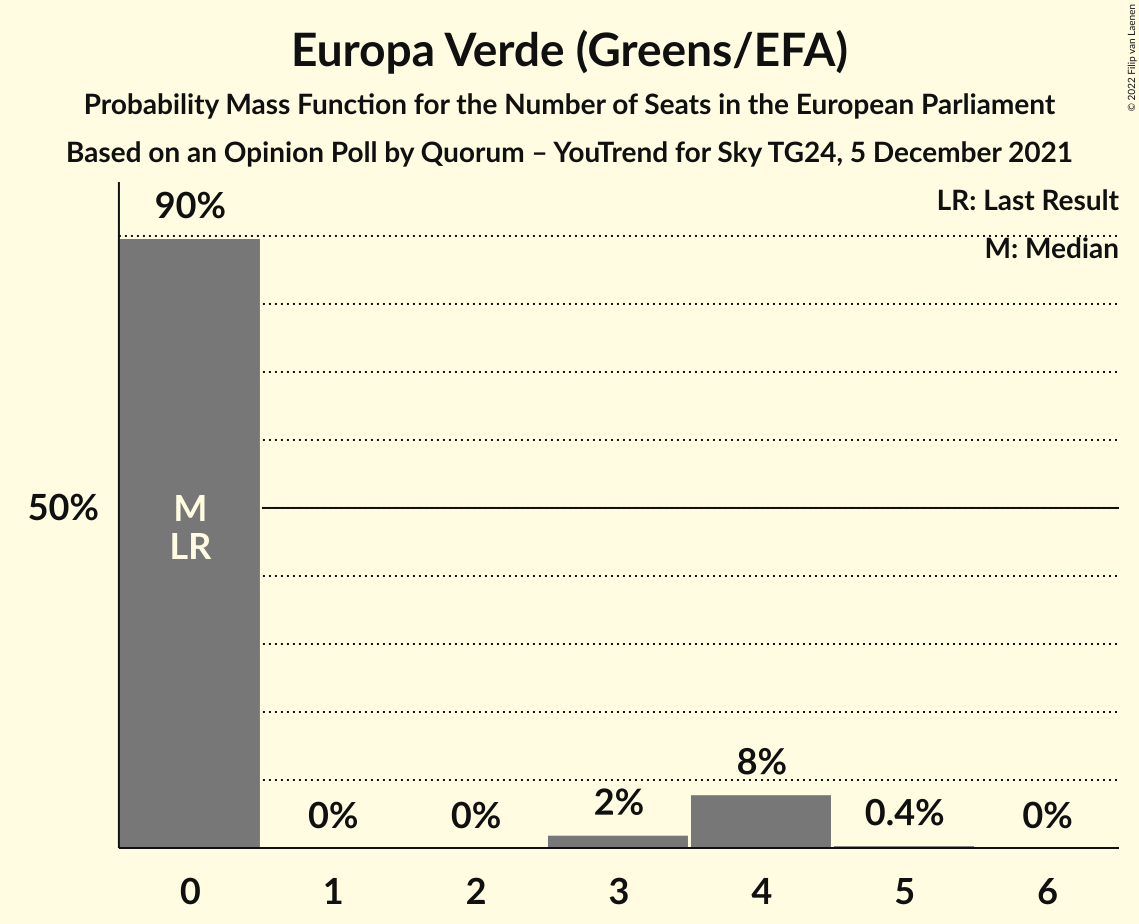 Europa Verde (Greens/EFA)
Probability Mass Function for the Number of Seats in the European Parliament
Based on an Opinion Poll by Quorum – YouTrend for Sky TG24, 5 December 2021
© 2022 Filip van Laenen
LR: Last Result
M: Median
90%
50%
M
LR
0%
0%
2%
8%
0.4%
0%
0
1
2
3
4
5
6